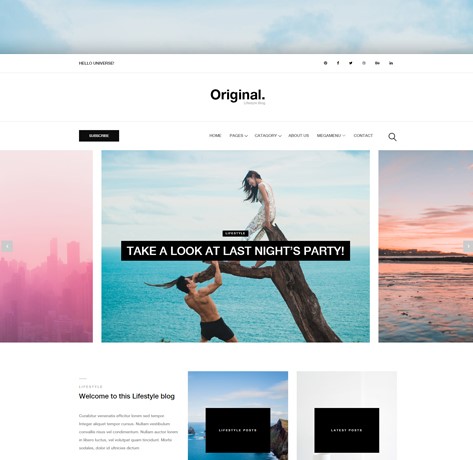 HELLO UNIVERSE!
Original.
Lifestyle Blog
SUBSCRIBE
HOME PAGES CATAGORY ABOUT US MEGAMENU CONTACT
LIFESTYLE
TAKE A LOOK AT LAST NIGHT'S PARTY!
LIFESTYLE
Welcome to this Lifestyle blog
Curabitur venenatis efficitur lorem sed tempor.
Integer aliquet tempor cursus. Nullam vestibulum
convallis risus vel condimentum. Nullam auctor lorem
in libero luctus, vel volutpat quam tincidunt. Morbi
sodales, dolor id efficitur dictum
LIFESTYLE POSTS
LATEST POSTS